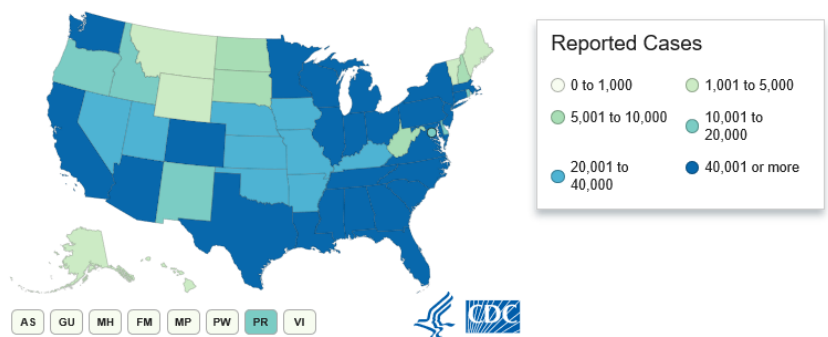 Reported Cases
0 to 1,000
1,001 to 5,000
5,001 to 10,000
10,001 to
20,000
20,001 to
40,000
40,001 or more
AS GU MH FM MP PW PR VI
CDC